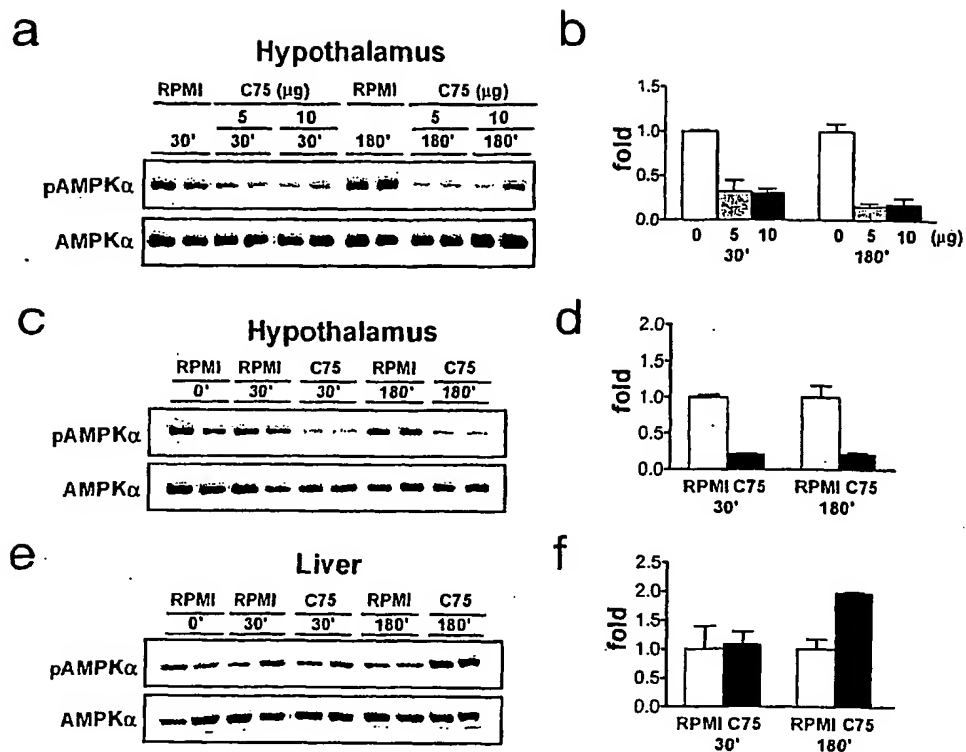 a
Hypothalamus
RPMI C75 (µg) RPMI C75 (µg)
5 10 5 10
30' 30' 30' 180' 180' 180'
pAMPKα
AMPKα
b
fold
1.5
1.0
0.5
0.0
0 5 10 0 5 10 (µg)
30' 180'
c
Hypothalamus
RPMI RPMI C75 RPMI C75
0' 30' 30' 180' 180'
pAMPKα
AMPKα
d
fold
2.0
1.5
1.0
0.5
0.0
RPMI C75 RPMI C75
30' 180'
e
Liver
RPMI RPMI C75 RPMI C75
0' 30' 30' 180' 180'
pAMPKα
AMPKα
f
fold
2.5
2.0
1.5
1.0
0.5
0.0
RPMI C75 RPMI C75
30' 180'